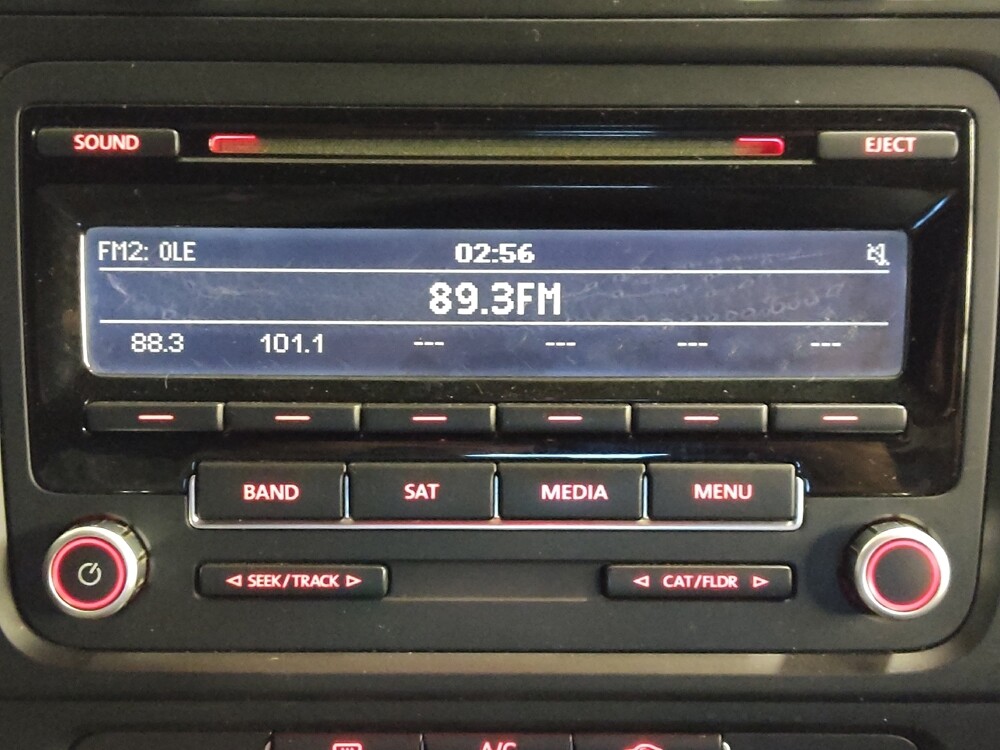 SOUND EJECT
FM2: OLE 02:56
89.3FM
88.3 101.1 --- --- --- ---
BAND SAT MEDIA MENU
SEEK/TRACK CAT/FLDR
A/C